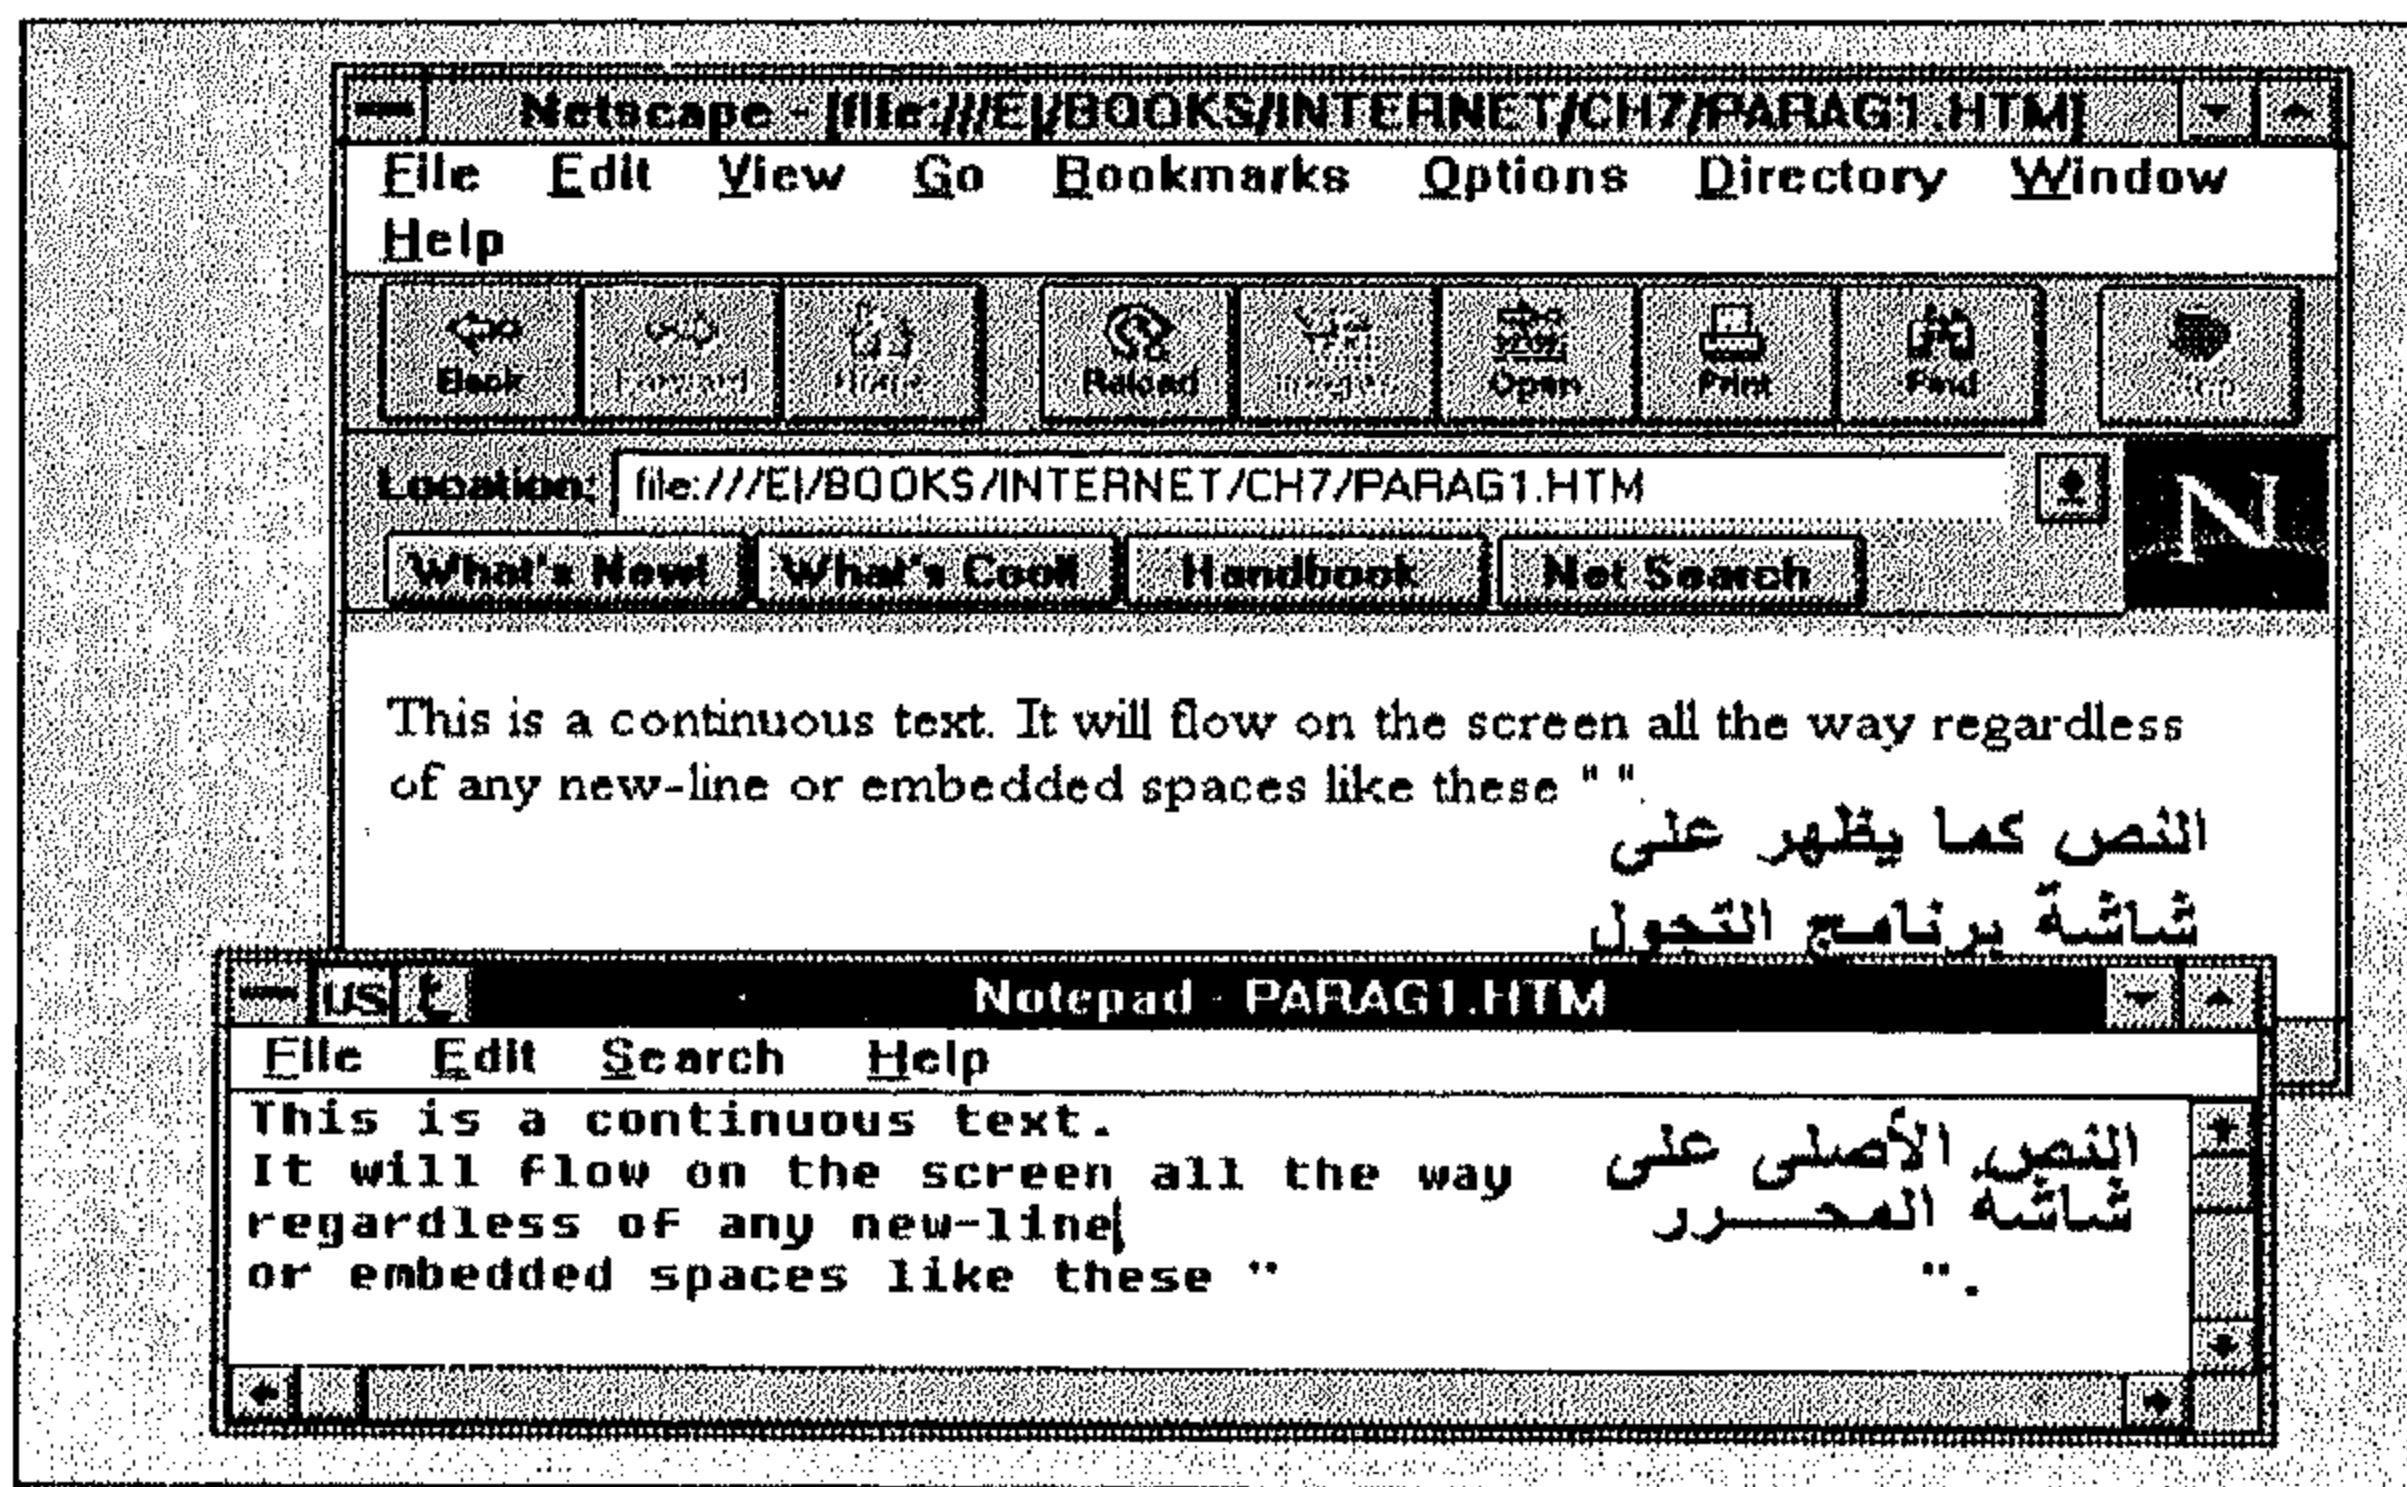 Netscape - [file:///E|/BOOKS/INTERNET/CH7/PARAG1.HTM]
File Edit View Go Bookmarks Options Directory Window
Help
Back Forward Home Reload Images Open Print Find Stop
Location: file:///E|/BOOKS/INTERNET/CH7/PARAG1.HTM
What's New! What's Cool! Handbook Net Search
This is a continuous text. It will flow on the screen all the way regardless
of any new-line or embedded spaces like these " ".
النص كما يظهر على
شاشة برنامج التجول
US ع Notepad - PARAG1.HTM
File Edit Search Help
This is a continuous text.
It will flow on the screen all the way
regardless of any new-line
or embedded spaces like these " ".
النص الأصلى على
شاشة المحـــرر